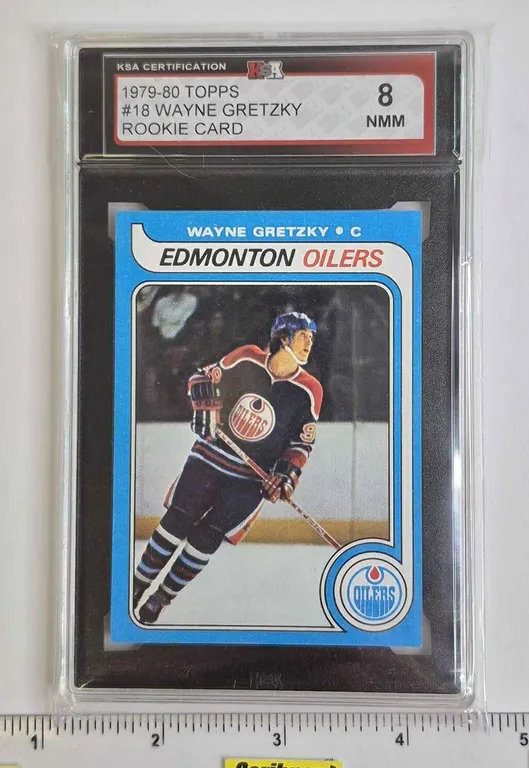 KSA CERTIFICATION
KSA
1979-80 TOPPS
#18 WAYNE GRETZKY
ROOKIE CARD
8
NMM
WAYNE GRETZKY • C
EDMONTON OILERS
OILERS
9
OILERS
1 2 3 4 5